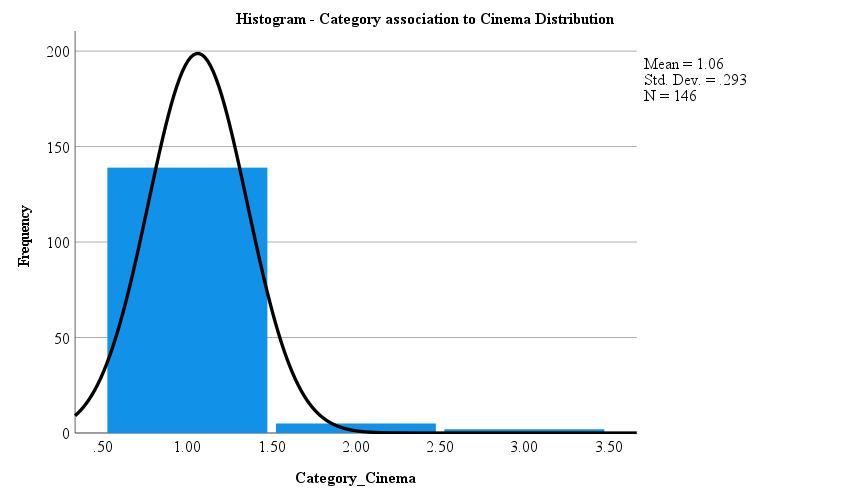 Histogram - Category association to Cinema Distribution
Mean = 1.06
Std. Dev. = .293
N = 146
200
150
100
50
0
Frequency
.50 1.00 1.50 2.00 2.50 3.00 3.50
Category_Cinema